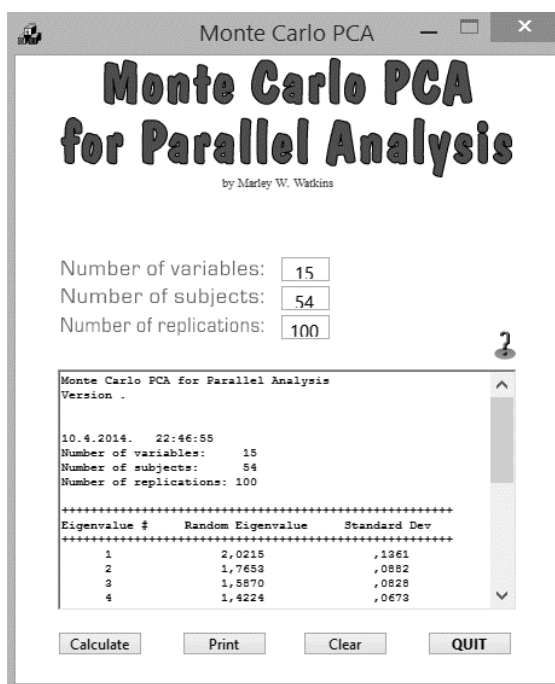 Monte Carlo PCA
Monte Carlo PCA
for Parallel Analysis
by Marley W. Watkins
Number of variables: 15
Number of subjects: 54
Number of replications: 100
?
Monte Carlo PCA for Parallel Analysis
Version .
10.4.2014. 22:46:55
Number of variables: 15
Number of subjects: 54
Number of replications: 100
++++++++++++++++++++++++++++++++++++++++++++++++++++
Eigenvalue # Random Eigenvalue Standard Dev
++++++++++++++++++++++++++++++++++++++++++++++++++++
1 2,0215 ,1361
2 1,7653 ,0882
3 1,5870 ,0828
4 1,4224 ,0673
Calculate Print Clear QUIT